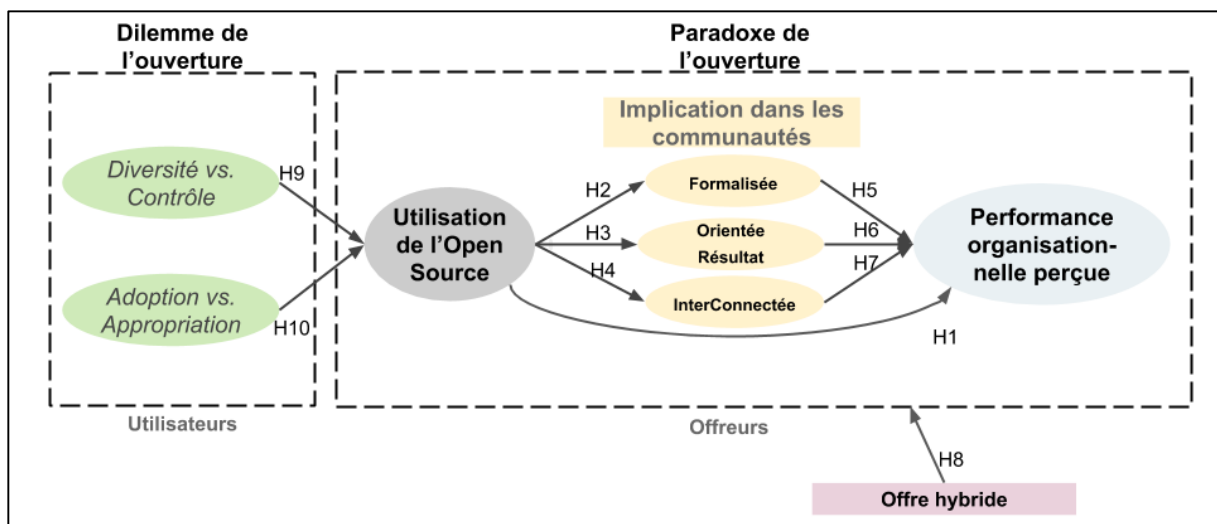 Dilemme de
l'ouverture
Paradoxe de
l'ouverture
Implication dans les
communautés
Diversité vs.
Contrôle
H9
Adoption vs.
Appropriation
H10
Utilisation
de l'Open
Source
H2
H3
H4
Formalisée
Orientée
Résultat
InterConnectée
H5
H6
H7
Performance
organisation-
nelle perçue
H1
Utilisateurs
Offreurs
H8
Offre hybride